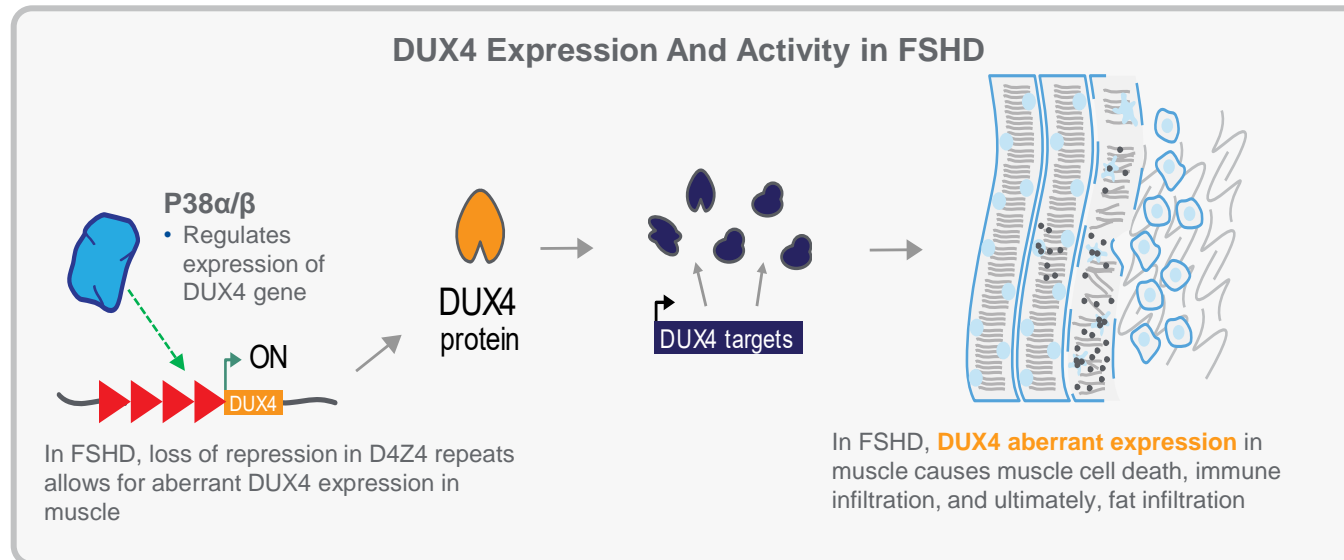 DUX4 Expression And Activity in FSHD
P38α/β
• Regulates
expression of
DUX4 gene
ON
DUX4
In FSHD, loss of repression in D4Z4 repeats
allows for aberrant DUX4 expression in
muscle
DUX4
protein
DUX4 targets
In FSHD, DUX4 aberrant expression in
muscle causes muscle cell death, immune
infiltration, and ultimately, fat infiltration